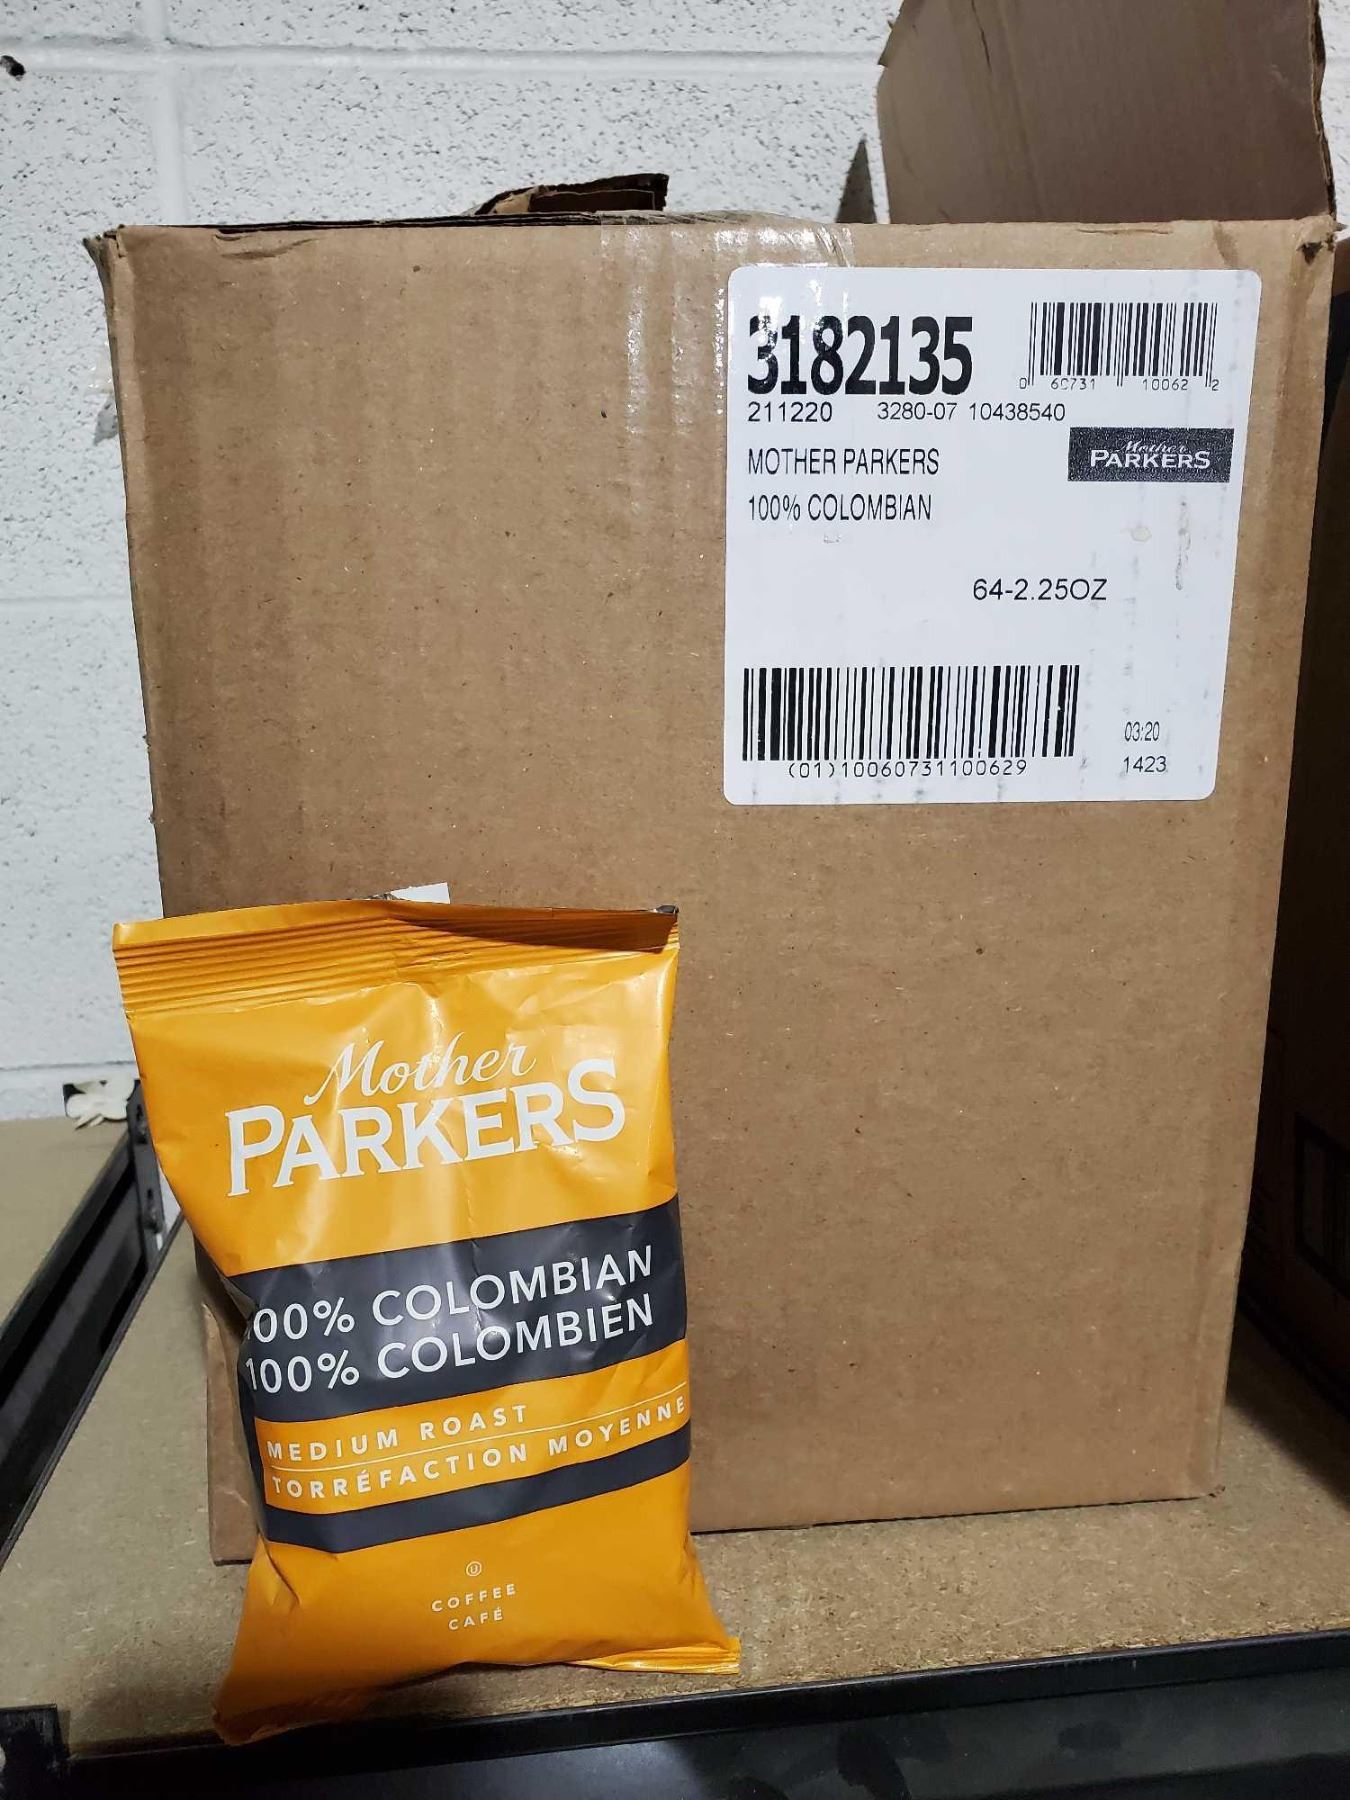 3182135
0 60731 10062 2
211220 3280-07 10438540
MOTHER PARKERS
Mother
PARKERS
100% COLOMBIAN
64-2.25OZ
(01)10060731100629
03:20
1423
Mother
PARKERS
100% COLOMBIAN
100% COLOMBIEN
MEDIUM ROAST
TORRÉFACTION MOYENNE
U
COFFEE
CAFÉ